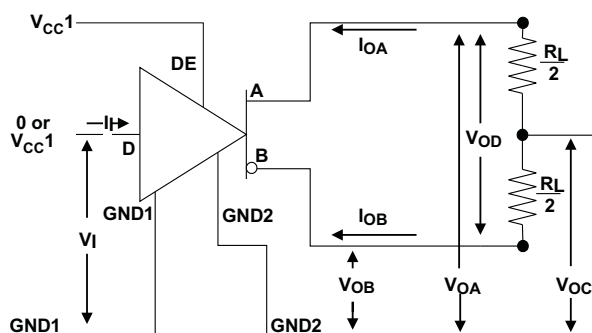 VCC1
DE
IOA
RL
2
A
0 or
VCC1
II
D
VOD
B
RL
2
GND1
GND2
IOB
VI
VOB
VOA
VOC
GND1
GND2